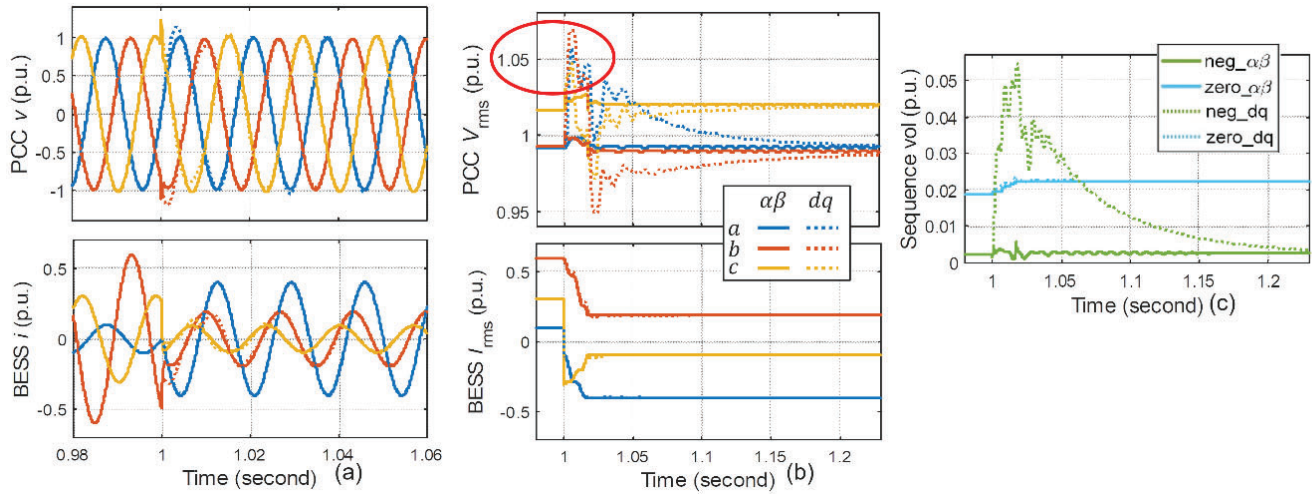 PCC v (p.u.)
1
0.5
0
-0.5
-1
BESS i (p.u.)
0.5
0
-0.5
0.98
1
1.02
1.04
1.06
Time (second)
(a)
PCC Vrms (p.u.)
1.05
1
0.95
αβ dq
a
b
c
BESS Irms (p.u.)
0.5
0
-0.5
1
1.05
1.1
1.15
1.2
Time (second)
(b)
Sequence vol (p.u.)
0.05
0.04
0.03
0.02
0.01
0
neg_αβ
zero_αβ
neg_dq
zero_dq
1
1.05
1.1
1.15
1.2
Time (second) (c)